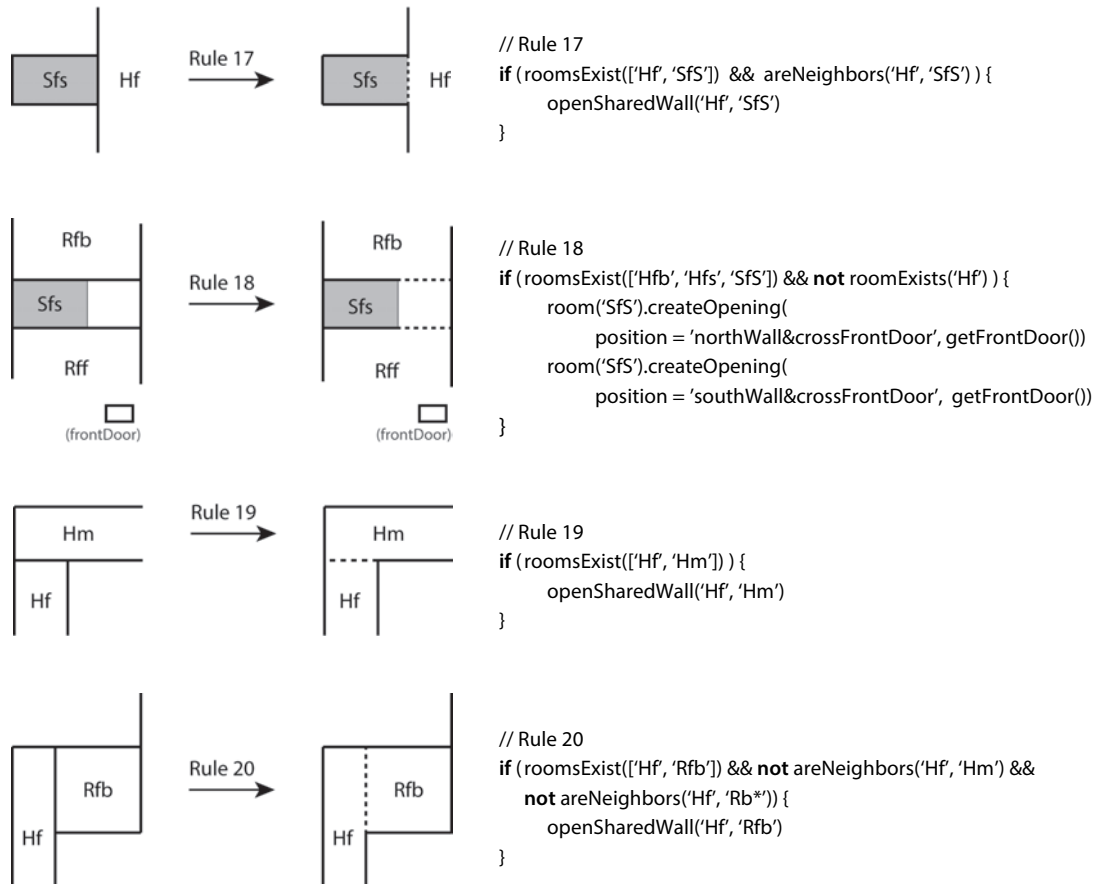 Sfs
Hf
Rule 17
Sfs
Hf
// Rule 17
if (roomsExist(['Hf', 'SfS'])  &&  areNeighbors('Hf', 'SfS') ) {
openSharedWall('Hf', 'SfS')
}
Rfb
Sfs
Rff
(frontDoor)
Rule 18
Rfb
Sfs
Rff
(frontDoor)
// Rule 18
if (roomsExist(['Hfb', 'Hfs', 'SfS']) && not roomExists('Hf') ) {
room('SfS').createOpening(
position = 'northWall&crossFrontDoor', getFrontDoor())
room('SfS').createOpening(
position = 'southWall&crossFrontDoor',  getFrontDoor())
}
Hm
Hf
Rule 19
Hm
Hf
// Rule 19
if (roomsExist(['Hf', 'Hm']) ) {
openSharedWall('Hf', 'Hm')
}
Rfb
Hf
Rule 20
Rfb
Hf
// Rule 20
if (roomsExist(['Hf', 'Rfb']) && not areNeighbors('Hf', 'Hm') &&
not areNeighbors('Hf', 'Rb*')) {
openSharedWall('Hf', 'Rfb')
}